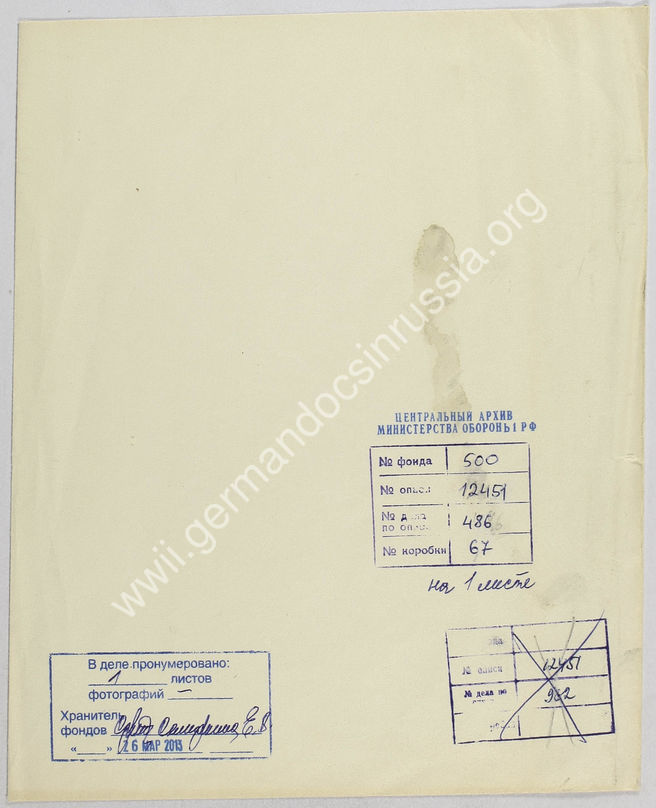 www.germandocsinrussia.org
ЦЕНТРАЛЬНЫЙ АРХИВ
МИНИСТЕРСТВА ОБОРОНЫ РФ
№ фонда 500
№ описи 12451
№ дела по описи 486
№ коробки 67
на 1 листе
№ описи 12451
№ дела по 962
В деле пронумеровано:
1 листов
фотографий —
Хранитель
фондов
« » 26 МАР 2013